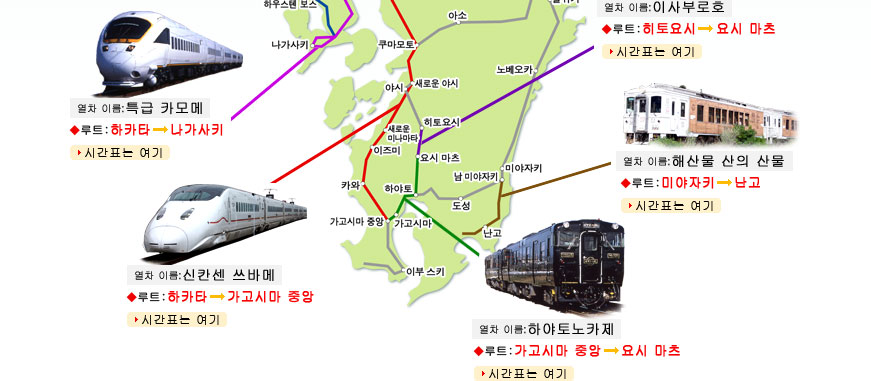 하우스텐 보스
아소
이사부로호
◆루트: 히토요시 → 요시 마츠
시간표는 여기
나가사키
쿠마모토
노베오카
야시
새로운 야시
열차 이름:특급 카모메
◆루트: 하카타 → 나가사키
시간표는 여기
히토요시
새로운
미나마타
이즈미
요시 마츠
열차 이름:해산물 산의 산물
◆루트: 미야자키 → 난고
시간표는 여기
남 미야자키
미야자키
카와
하야토
도성
가고시마 중앙
가고시마
난고
이부 스키
열차 이름:신칸센 쓰바메
◆루트: 하카타 → 가고시마 중앙
시간표는 여기
열차 이름:하야토노카제
◆루트: 가고시마 중앙 → 요시 마츠
시간표는 여기